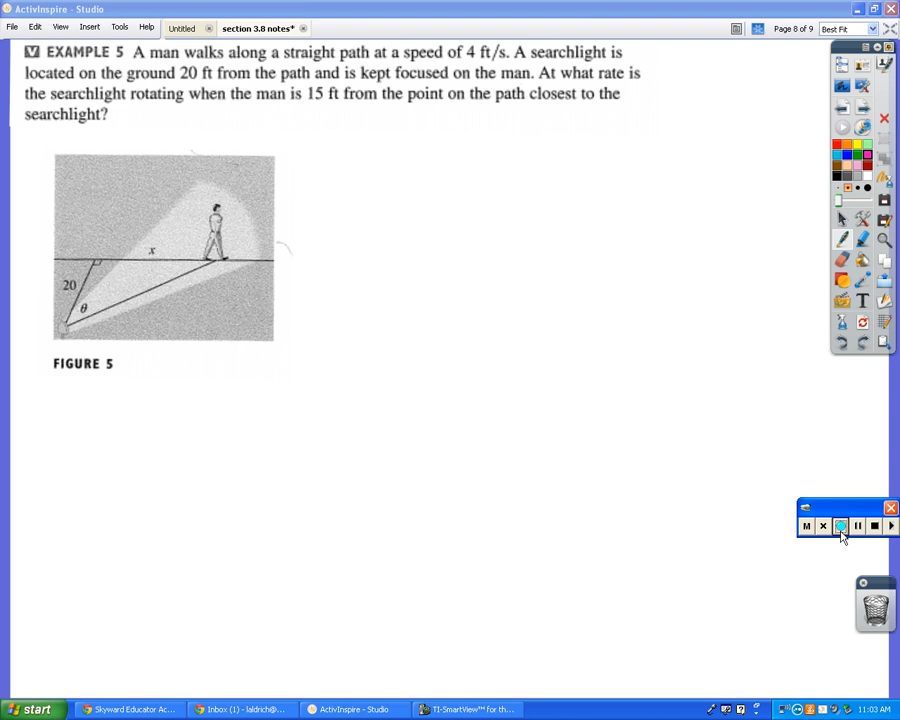 ActivInspire - Studio
File Edit View Insert Tools Help
Untitled
section 3.8 notes*
Page 8 of 9
Best Fit
V EXAMPLE 5 A man walks along a straight path at a speed of 4 ft/s. A searchlight is
located on the ground 20 ft from the path and is kept focused on the man. At what rate is
the searchlight rotating when the man is 15 ft from the point on the path closest to the
searchlight?
x
20
θ
FIGURE 5
M
T
start
Skyward Educator Ac...
Inbox (1) - laldrich@...
ActivInspire - Studio
TI-SmartView™ for th...
11:03 AM